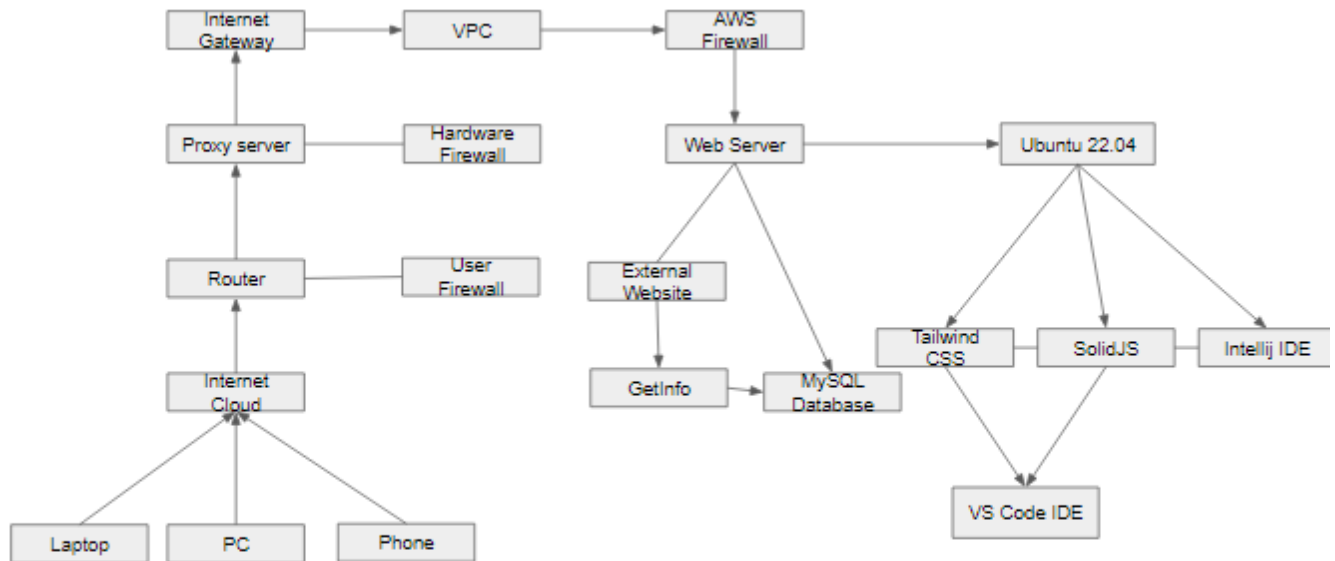 Internet
Gateway
VPC
AWS
Firewall
Proxy server
Hardware
Firewall
Web Server
Ubuntu 22.04
Router
User
Firewall
External
Website
Tailwind
CSS
SolidJS
Intellij IDE
Internet
Cloud
GetInfo
MySQL
Database
VS Code IDE
Laptop
PC
Phone